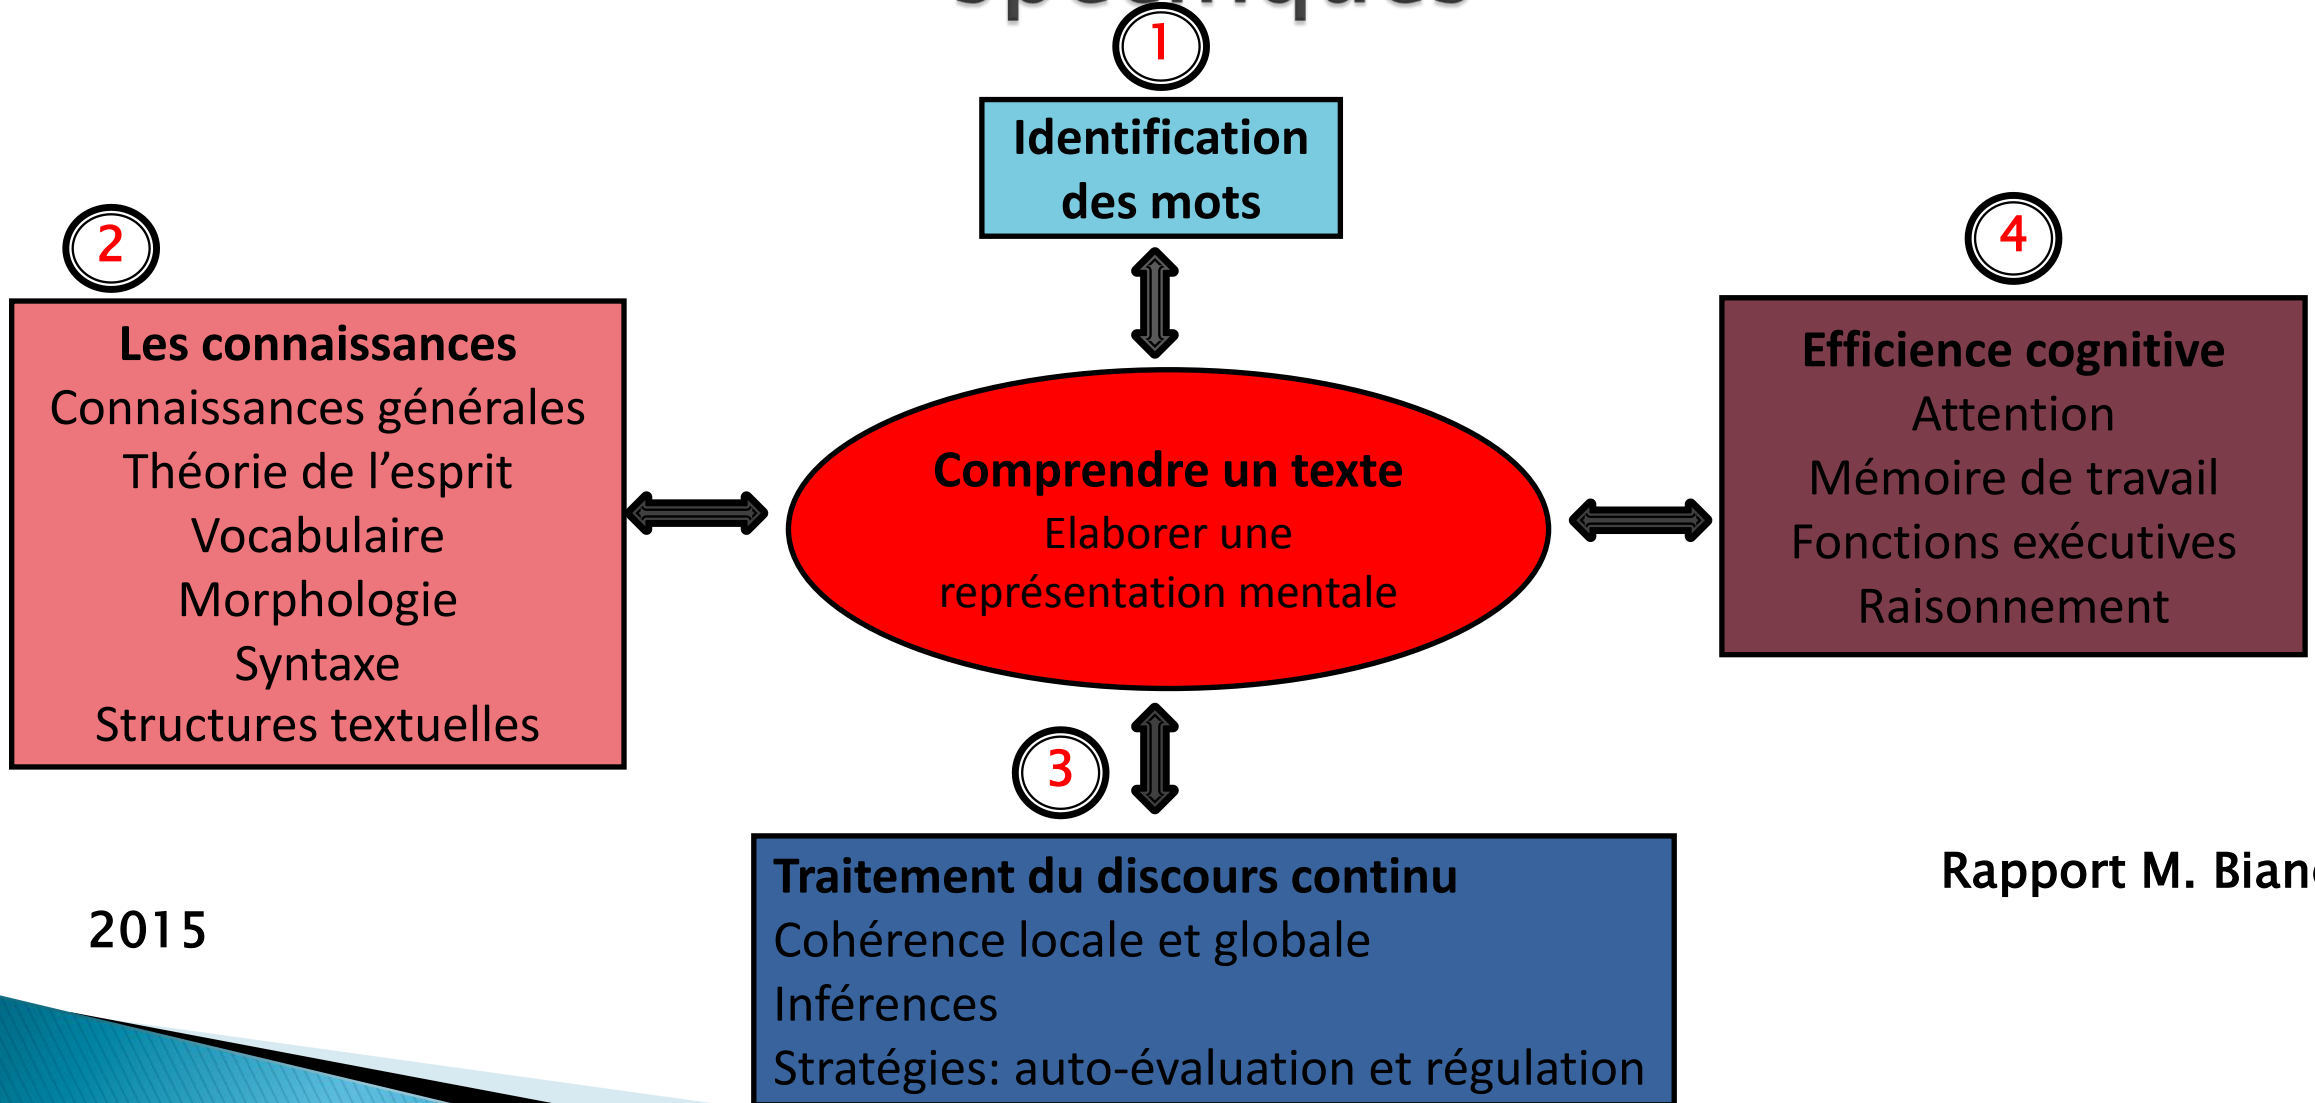 spécifiques
1
Identification
des mots
2
Les connaissances
Connaissances générales
Théorie de l’esprit
Vocabulaire
Morphologie
Syntaxe
Structures textuelles
Comprendre un texte
Elaborer une
représentation mentale
4
Efficience cognitive
Attention
Mémoire de travail
Fonctions exécutives
Raisonnement
3
Traitement du discours continu
Cohérence locale et globale
Inférences
Stratégies: auto-évaluation et régulation
Rapport M.
2015